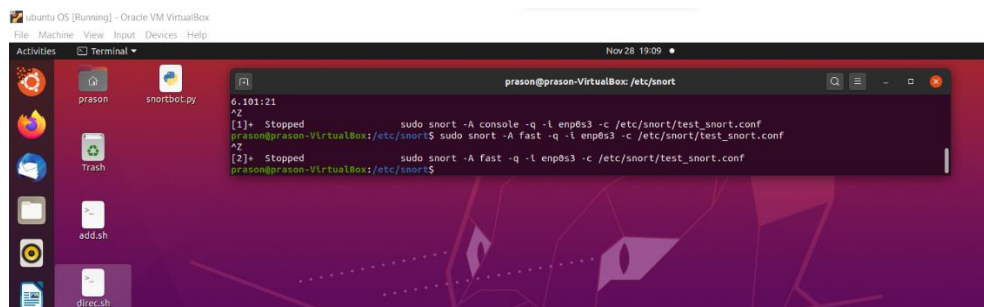 ubuntu OS [Running] - Oracle VM VirtualBox
File Machine View Input Devices Help
Activities Terminal Nov 28 19:09
prason
snortbot.py
prason@prason-VirtualBox: /etc/snort
6.101:21
^Z
[1]+ Stopped sudo snort -A console -q -i enp0s3 -c /etc/snort/test_snort.conf
prason@prason-VirtualBox:/etc/snort$ sudo snort -A fast -q -i enp0s3 -c /etc/snort/test_snort.conf
^Z
[2]+ Stopped sudo snort -A fast -q -i enp0s3 -c /etc/snort/test_snort.conf
prason@prason-VirtualBox:/etc/snort$
Trash
add.sh
direc.sh